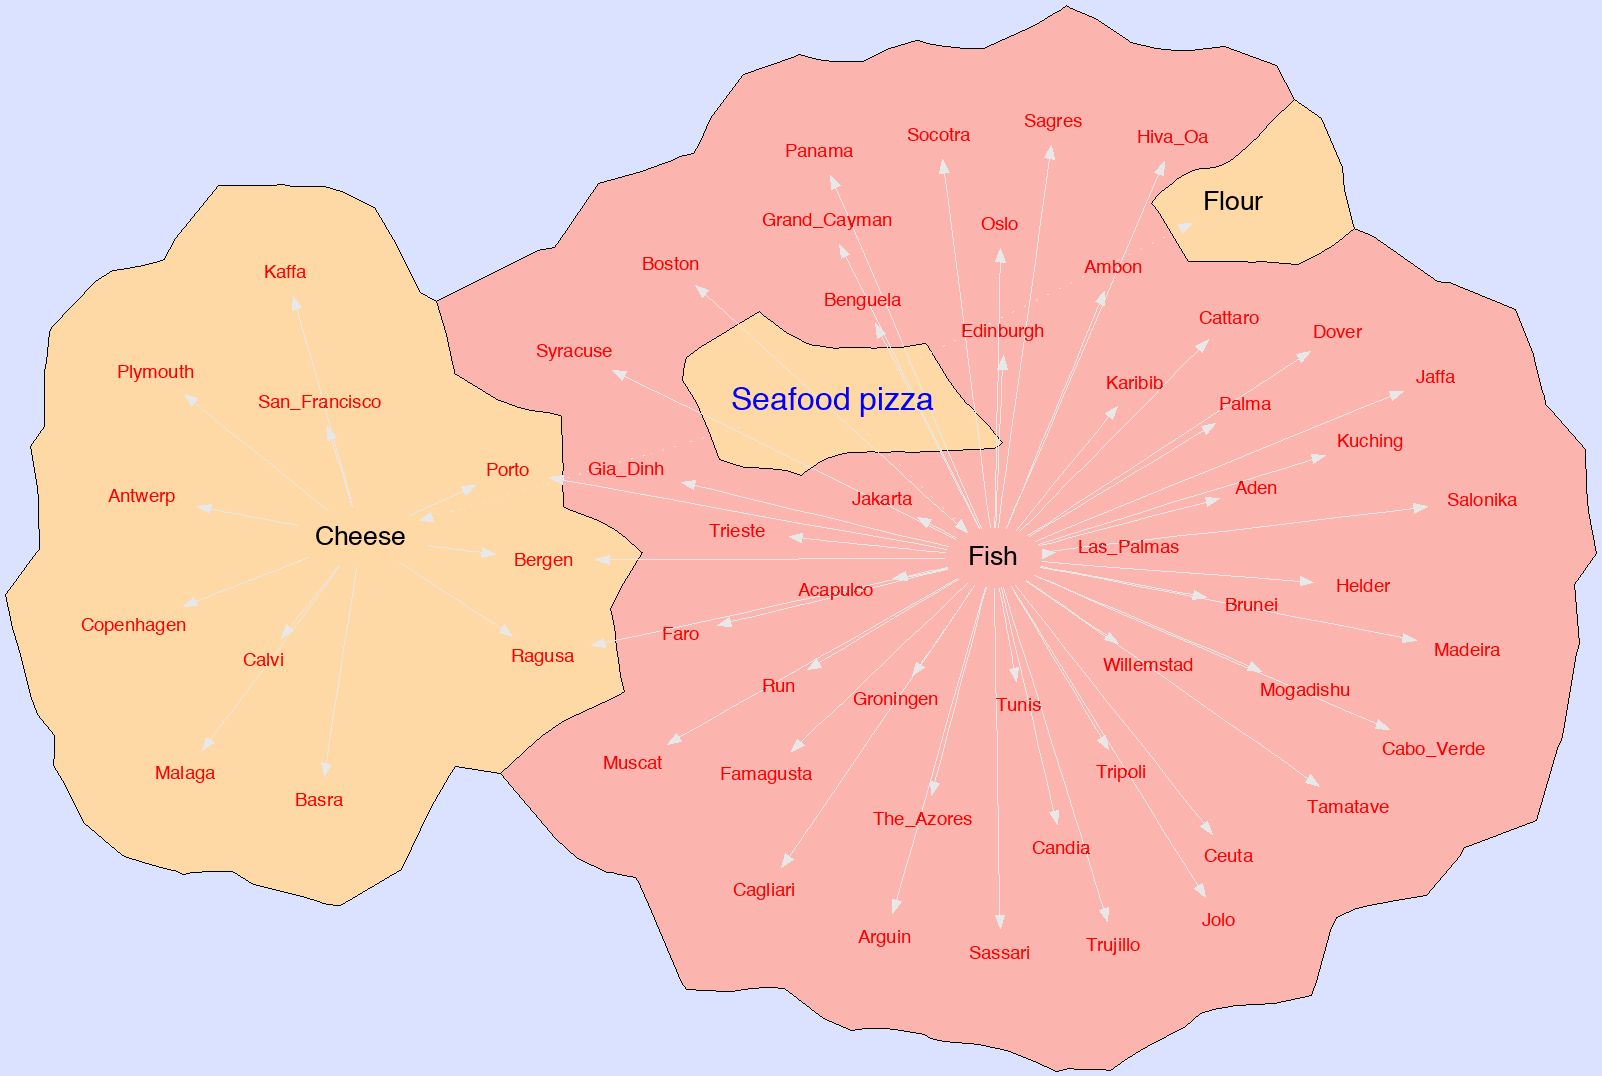 Sagres
Socotra
Hiva_Oa
Panama
Flour
Grand_Cayman
Oslo
Boston
Ambon
Kaffa
Benguela
Cattaro
Edinburgh
Dover
Syracuse
Plymouth
Jaffa
Karibib
Seafood pizza
San_Francisco
Palma
Kuching
Porto
Gia_Dinh
Aden
Antwerp
Jakarta
Salonika
Trieste
Cheese
Las_Palmas
Fish
Bergen
Helder
Acapulco
Brunei
Copenhagen
Faro
Madeira
Ragusa
Calvi
Willemstad
Run
Mogadishu
Groningen
Tunis
Cabo_Verde
Muscat
Malaga
Famagusta
Tripoli
Basra
Tamatave
The_Azores
Candia
Ceuta
Cagliari
Jolo
Arguin
Trujillo
Sassari